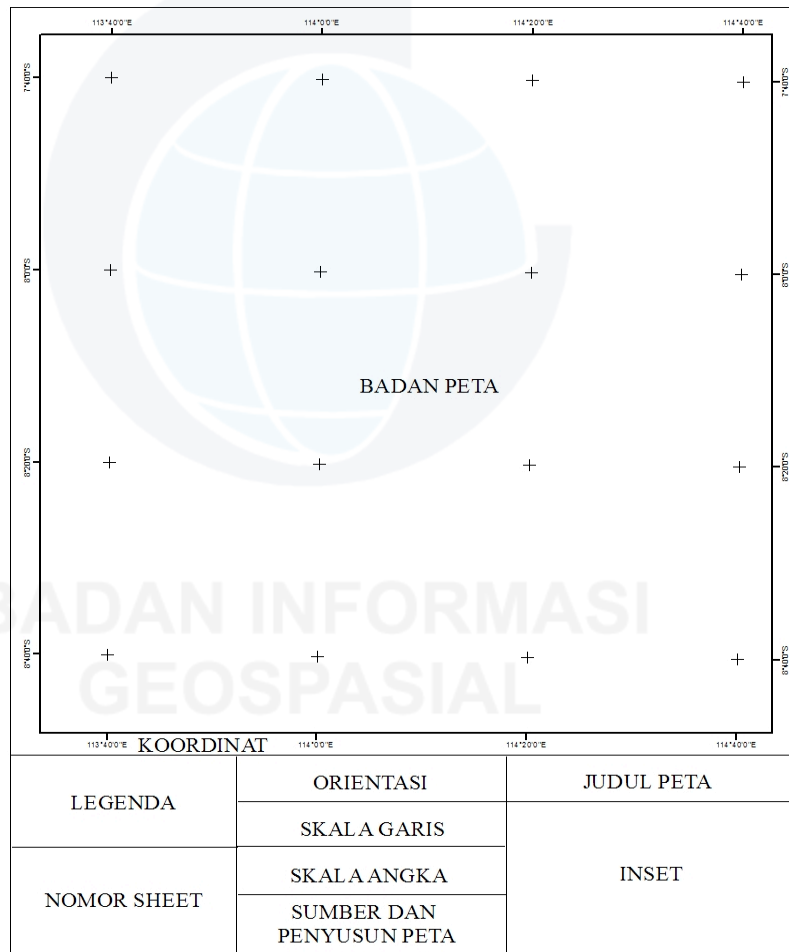 113°40'0"E 114°0'0"E 114°20'0"E 114°40'0"E
7°40'0"S 7°40'0"S
8°0'0"S 8°0'0"S
BADAN PETA
8°20'0"S 8°20'0"S
BADAN INFORMASI
8°40'0"S 8°40'0"S
GEOSPASIAL
113°40'0"E 114°0'0"E 114°20'0"E 114°40'0"E
KOORDINAT
LEGENDA
ORIENTASI
JUDUL PETA
SKALA GARIS
NOMOR SHEET
SKALA ANGKA
INSET
SUMBER DAN
PENYUSUN PETA